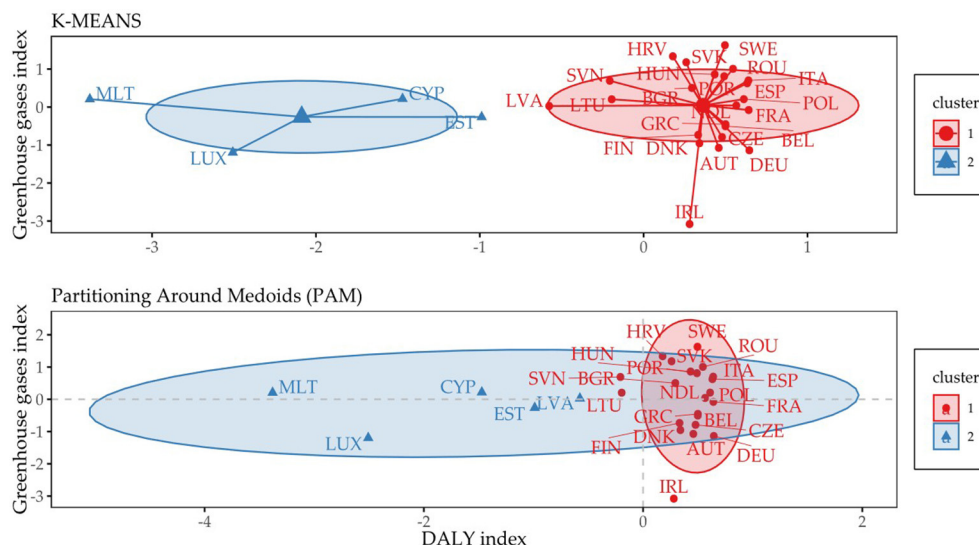 K-MEANS
Greenhouse gases index
1
0
-1
-2
-3
HRV
SVK
SWE
ROU
HUN
SVN
ITA
ESP
POR
BGR
POL
MLT
CYP
LVA
LTU
NDL
FRA
EST
GRC
BEL
CZE
LUX
FIN
DNK
AUT
DEU
IRL
-3
-2
-1
0
1
cluster
1
2
Partitioning Around Medoids (PAM)
Greenhouse gases index
2
1
0
-1
-2
-3
HRV
SWE
ROU
HUN
SVK
POR
ITA
SVN
BGR
ESP
MLT
CYP
NDL
POL
LVA
LTU
FRA
EST
GRC
BEL
CZE
LUX
FIN
DNK
AUT
DEU
IRL
-4
-2
0
2
DALY index
cluster
a
1
a
2